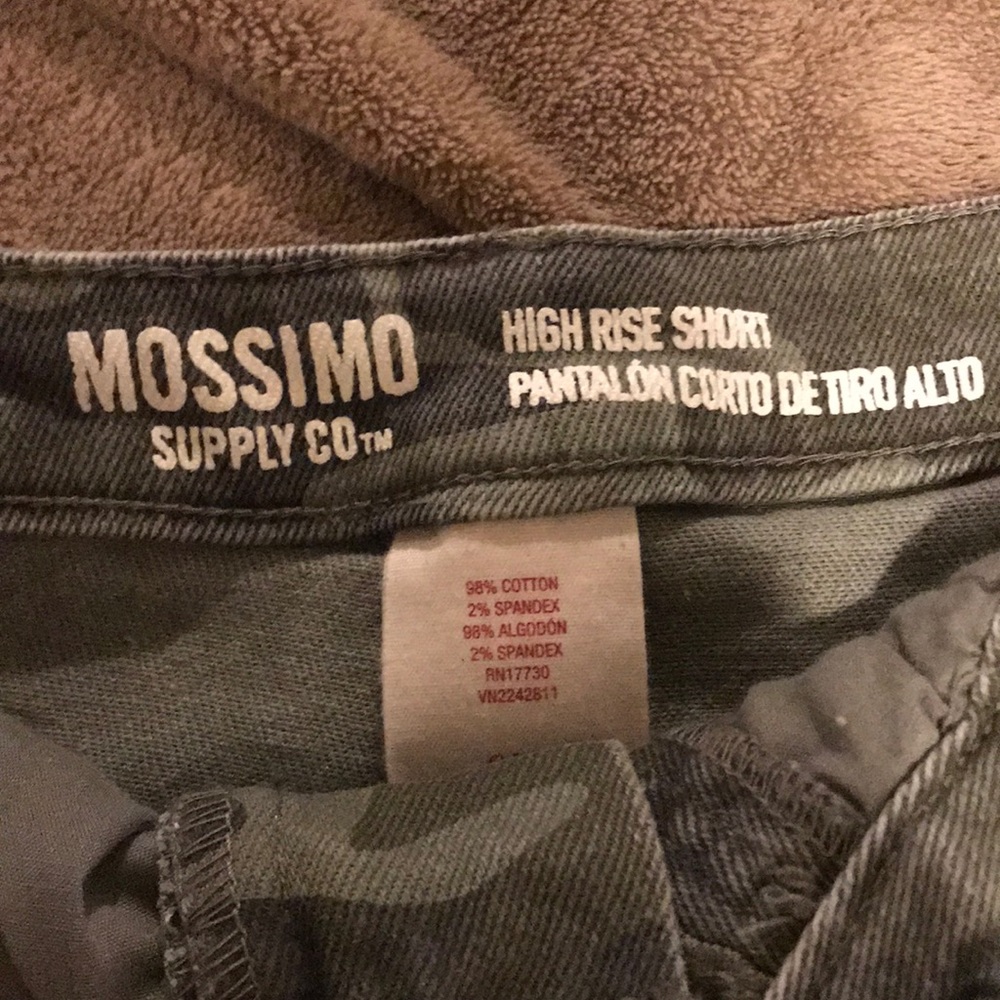 MOSSIMO
SUPPLY CO™
HIGH RISE SHORT
PANTALÓN CORTO DE TIRO ALTO
98% COTTON
2% SPANDEX
98% ALGODÓN
2% SPANDEX
RN17730
VN2242811